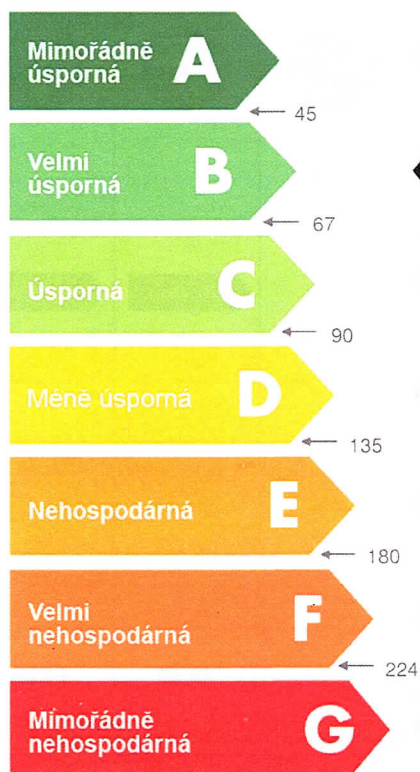 Mimořádně
úsporná
A
45
Velmi
úsporná
B
67
Úsporná
C
90
Méně úsporná
D
135
Nehospodárná
E
180
Velmi
nehospodárná
F
224
Mimořádně
nehospodárná
G